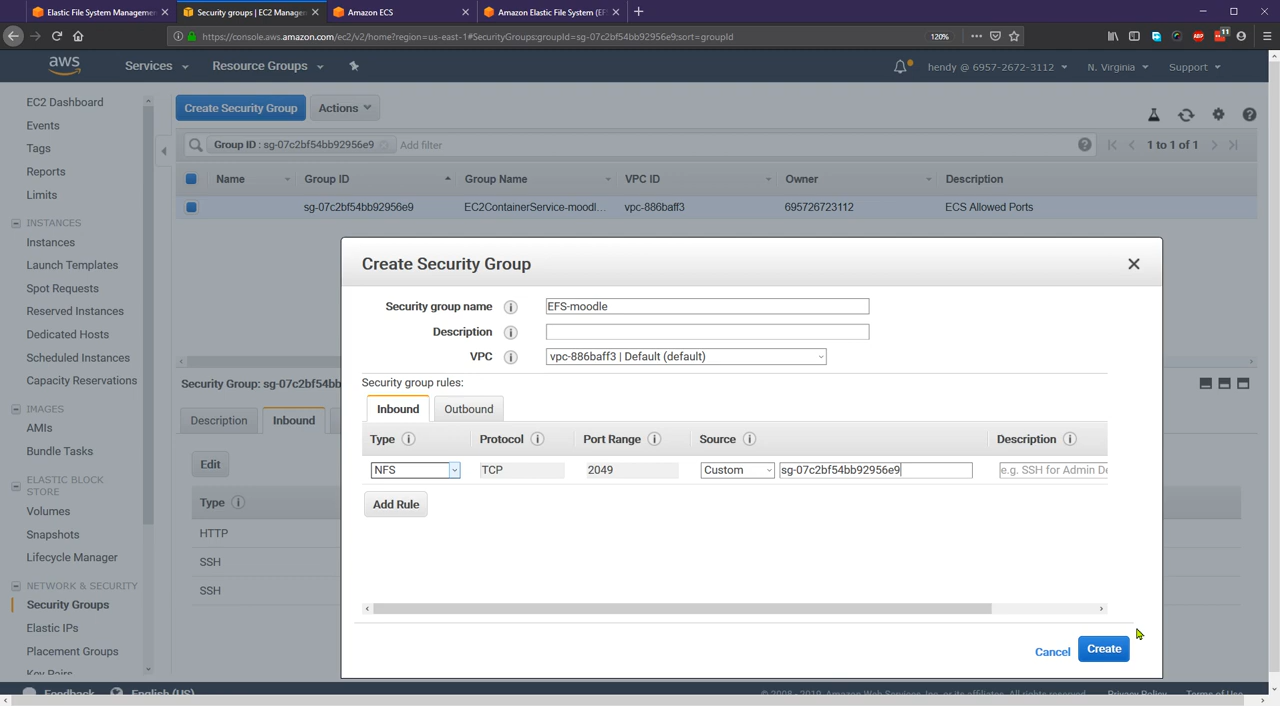 Elastic File System Managemen
Security groups | EC2 Manage
Amazon ECS
Amazon Elastic File System (EF
https://console.aws.amazon.com/ec2/v2/home?region=us-east-1#SecurityGroups:groupId=sg-07c2bf54bb92956e9;sort=groupId
120%
11
aws
Services
Resource Groups
hendy @ 6957-2672-3112
N. Virginia
Support
EC2 Dashboard
Events
Tags
Reports
Limits
INSTANCES
Instances
Launch Templates
Spot Requests
Reserved Instances
Dedicated Hosts
Scheduled Instances
Capacity Reservations
IMAGES
AMIs
Bundle Tasks
ELASTIC BLOCK
STORE
Volumes
Snapshots
Lifecycle Manager
NETWORK & SECURITY
Security Groups
Elastic IPs
Placement Groups
Key Pairs
Create Security Group
Actions
Group ID : sg-07c2bf54bb92956e9
Add filter
1 to 1 of 1
Name
Group ID
Group Name
VPC ID
Owner
Description
sg-07c2bf54bb92956e9
EC2ContainerService-moodl...
vpc-886baff3
695726723112
ECS Allowed Ports
Security Group: sg-07c2bf54bb
Description
Inbound
Edit
Type
HTTP
SSH
SSH
Create Security Group
Security group name
EFS-moodle
Description
VPC
vpc-886baff3 | Default (default)
Security group rules:
Inbound
Outbound
Type
Protocol
Port Range
Source
Description
NFS
TCP
2049
Custom
sg-07c2bf54bb92956e9
e.g. SSH for Admin De
Add Rule
Cancel
Create
Feedback
English (US)
© 2008 - 2019, Amazon Web Services, Inc. or its affiliates. All rights reserved.
Privacy Policy
Terms of Use